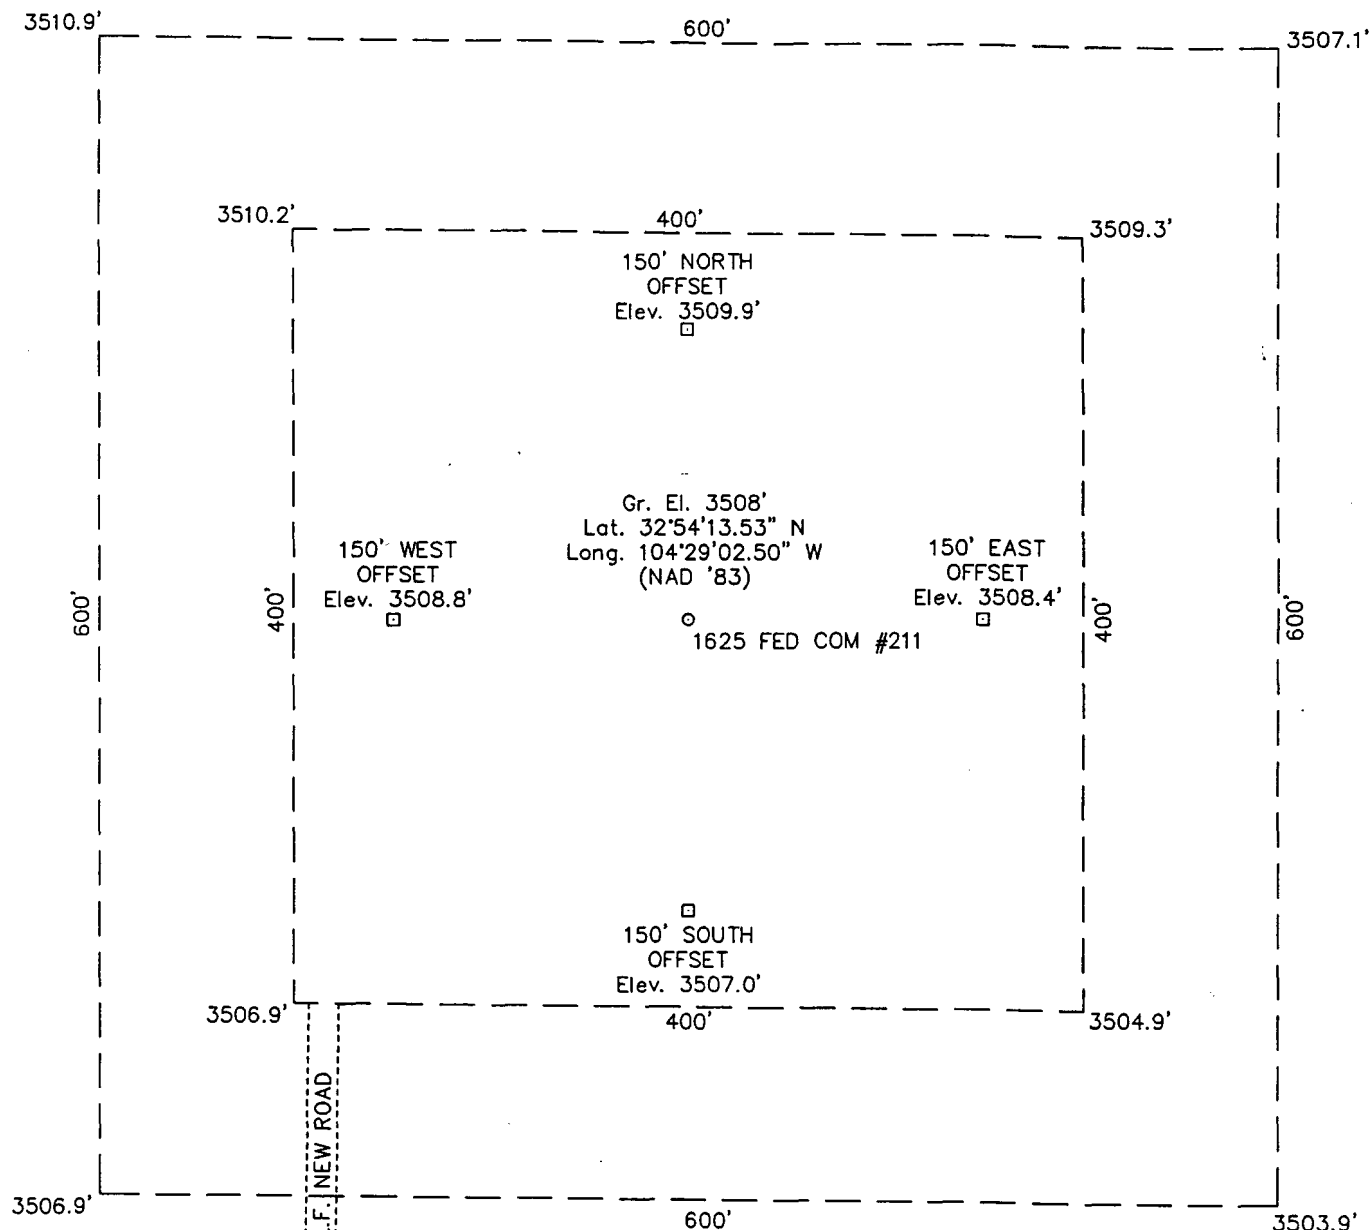 3510.9'
600'
3507.1'
3510.2'
400'
3509.3'
150' NORTH
OFFSET
Elev. 3509.9'
Gr. El. 3508'
Lat. 32°54'13.53" N
Long. 104°29'02.50" W
(NAD '83)
150' WEST
OFFSET
Elev. 3508.8'
150' EAST
OFFSET
Elev. 3508.4'
600'
400'
400'
600'
1625 FED COM #211
150' SOUTH
OFFSET
Elev. 3507.0'
3506.9'
400'
3504.9'
.F. NEW ROAD
3506.9'
600'
3503.9'